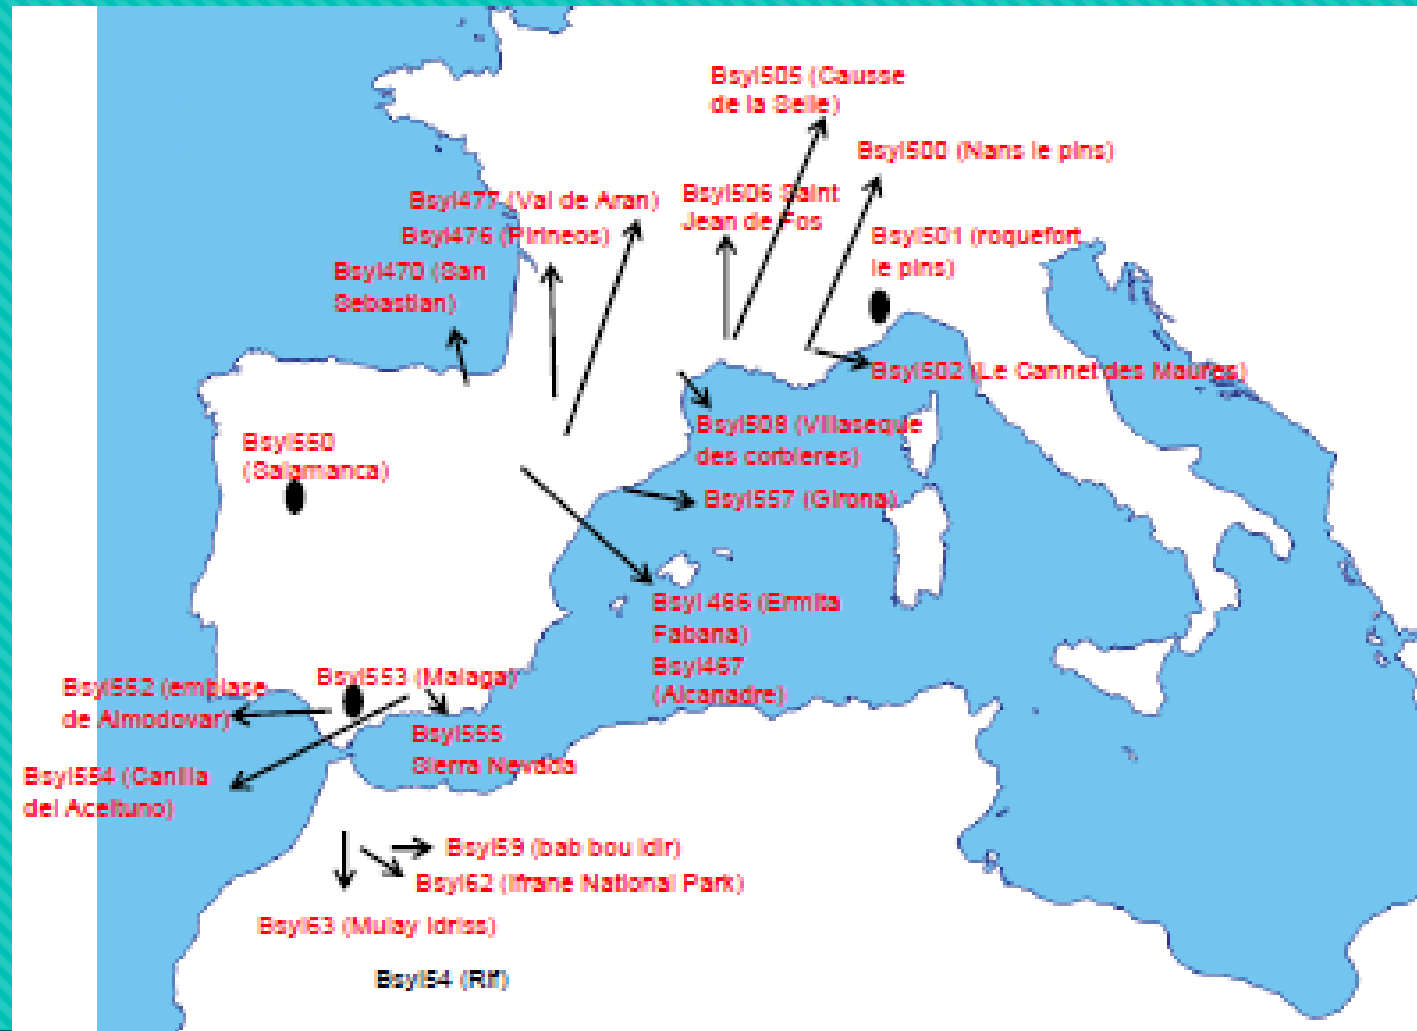 Bsyl505 (Causse
de la Selle)
Bsyl500 (Nans le pins)
Bsyl477 (Val de Aran)
Bsyl506 Saint
Jean de Fos
Bsyl476 (Pirineos)
Bsyl501 (roquefort
le pins)
Bsyl470 (San
Sebastian)
Bsyl502 (Le Cannet des Maures)
Bsyl508 (Villaseque
des corbieres)
Bsyl550
(Salamanca)
Bsyl557 (Girona)
Bsyl 466 (Ermita
Fabana)
Bsyl467
(Alcanadre)
Bsyl553 (Malaga)
Bsyl552 (emblase
de Almodovar)
Bsyl555
Sierra Nevada
Bsyl554 (Canilla
del Aceituno)
Bsyl59 (bab bou idir)
Bsyl62 (Ifrane National Park)
Bsyl63 (Mulay Idriss)
Bsyl54 (Rif)